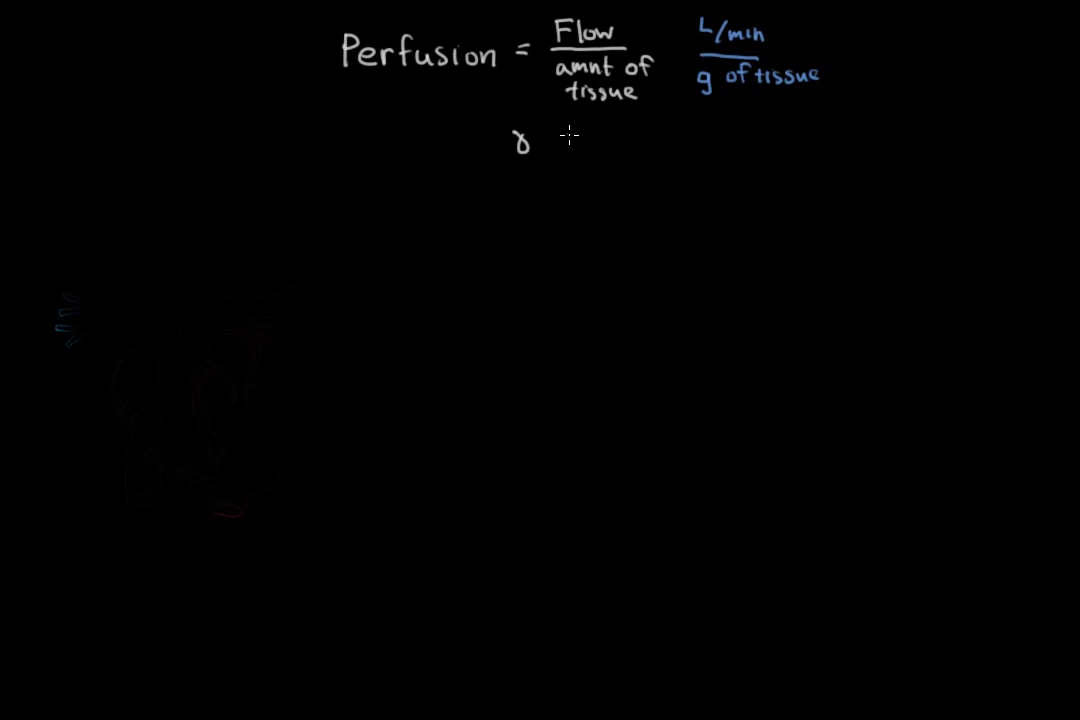 Perfusion = Flow / amnt of tissue
L/min / g of tissue